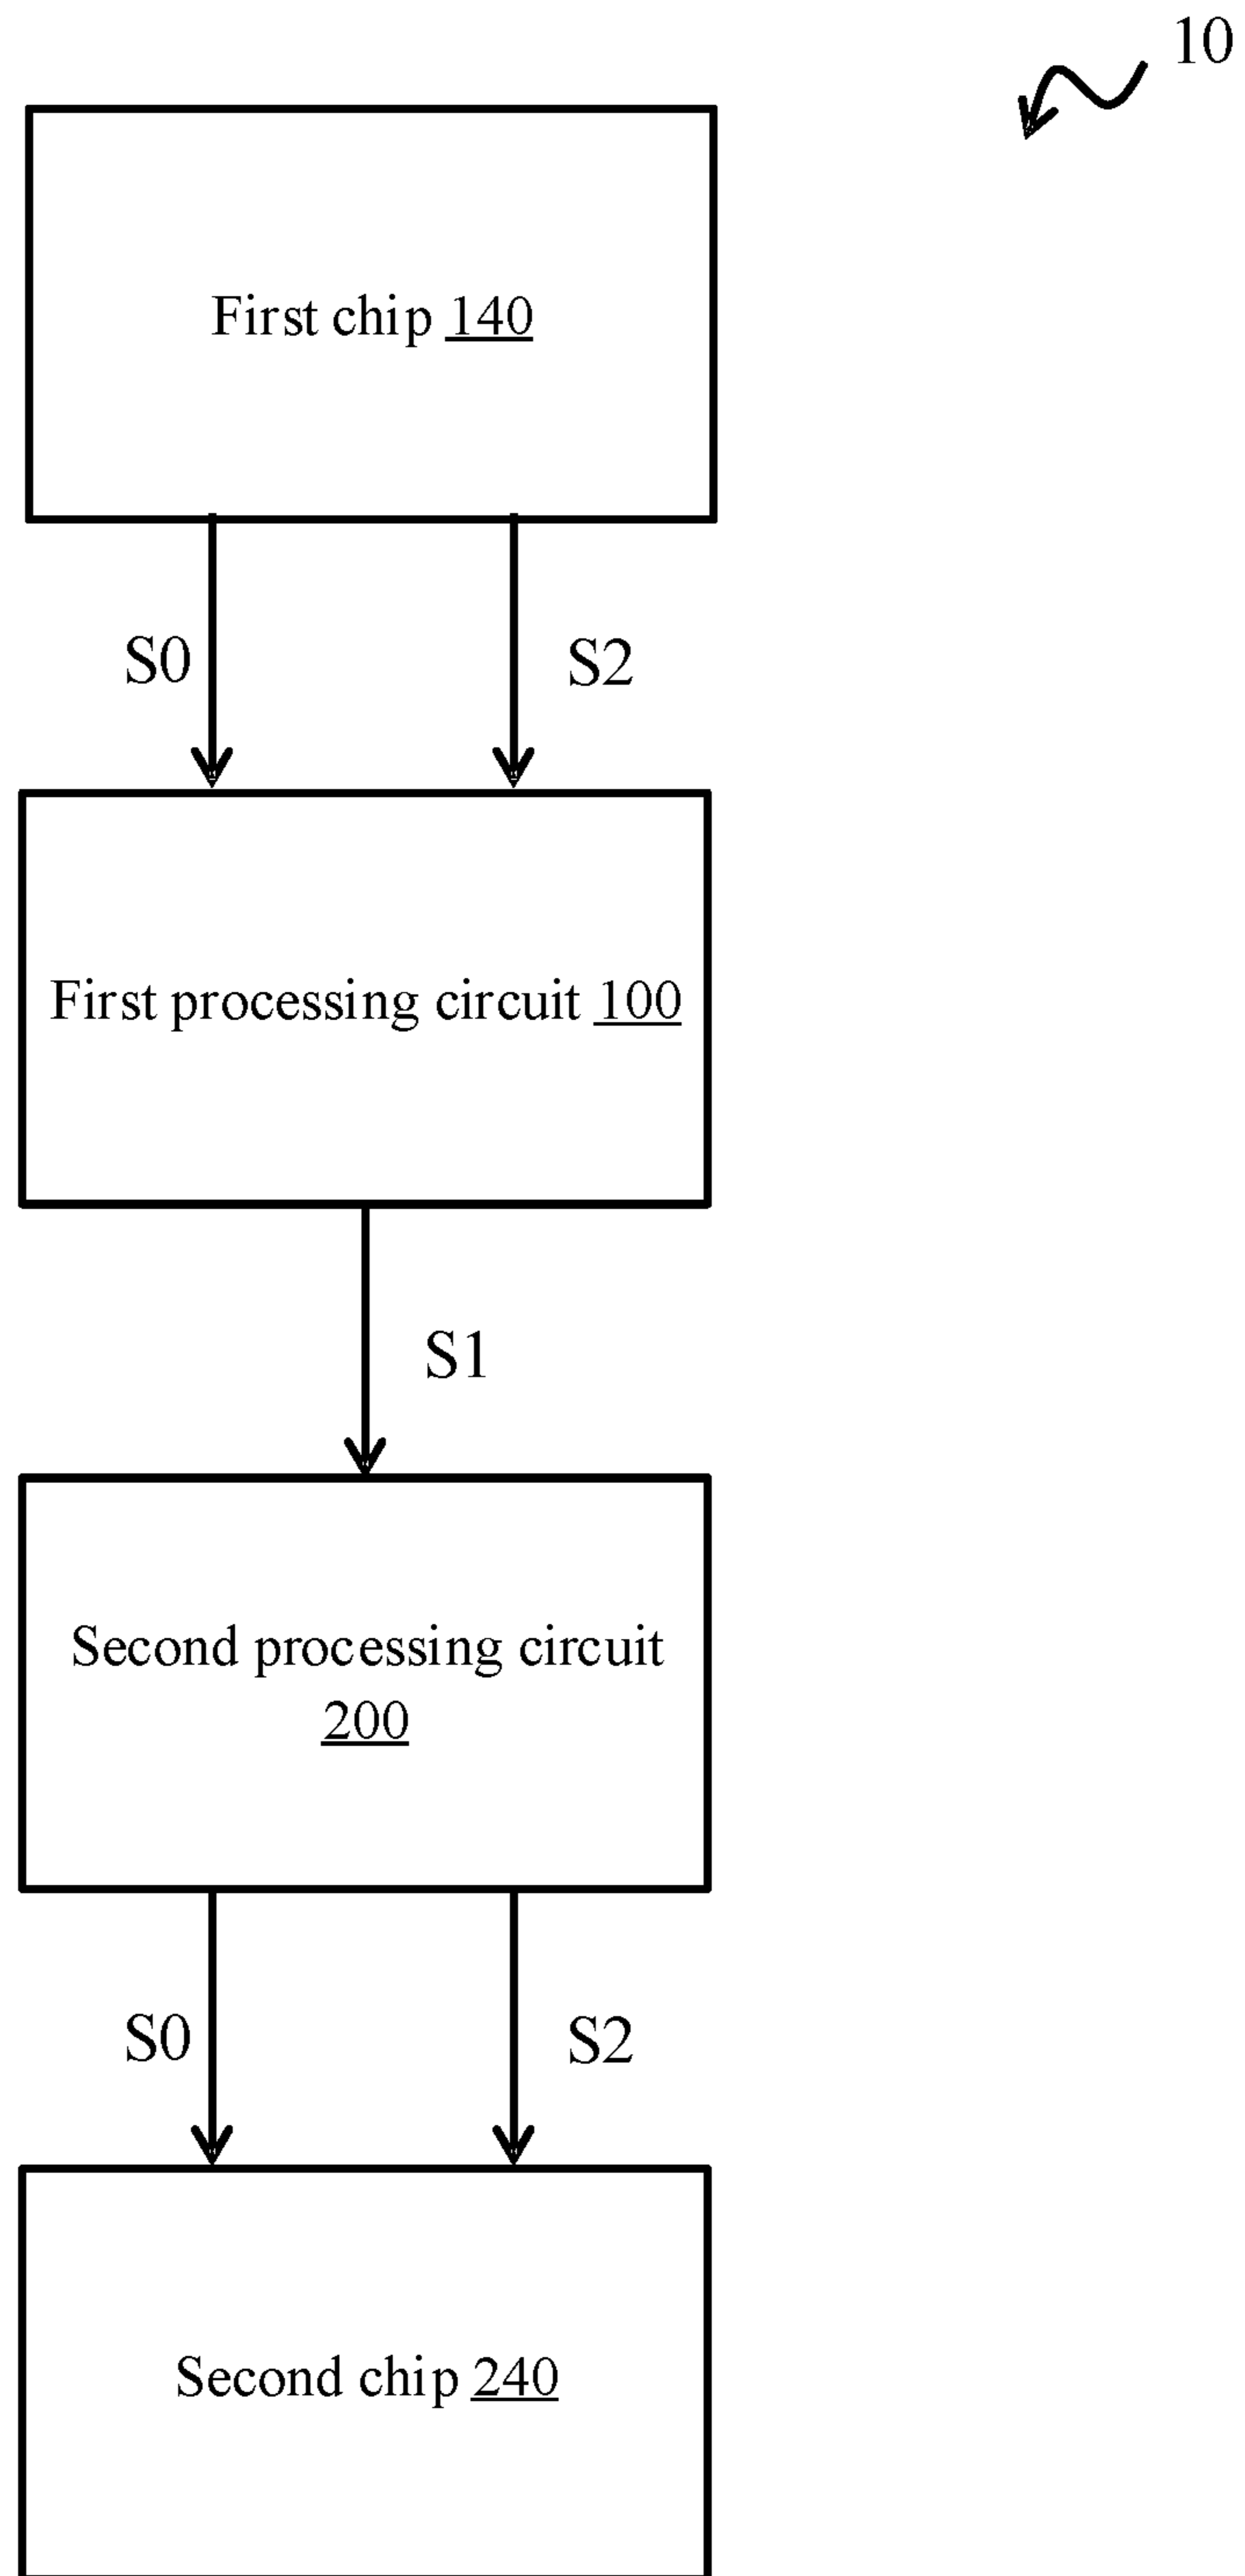 10
First chip 140
S0 S2
First processing circuit 100
S1
Second processing circuit
200
S0 S2
Second chip 240